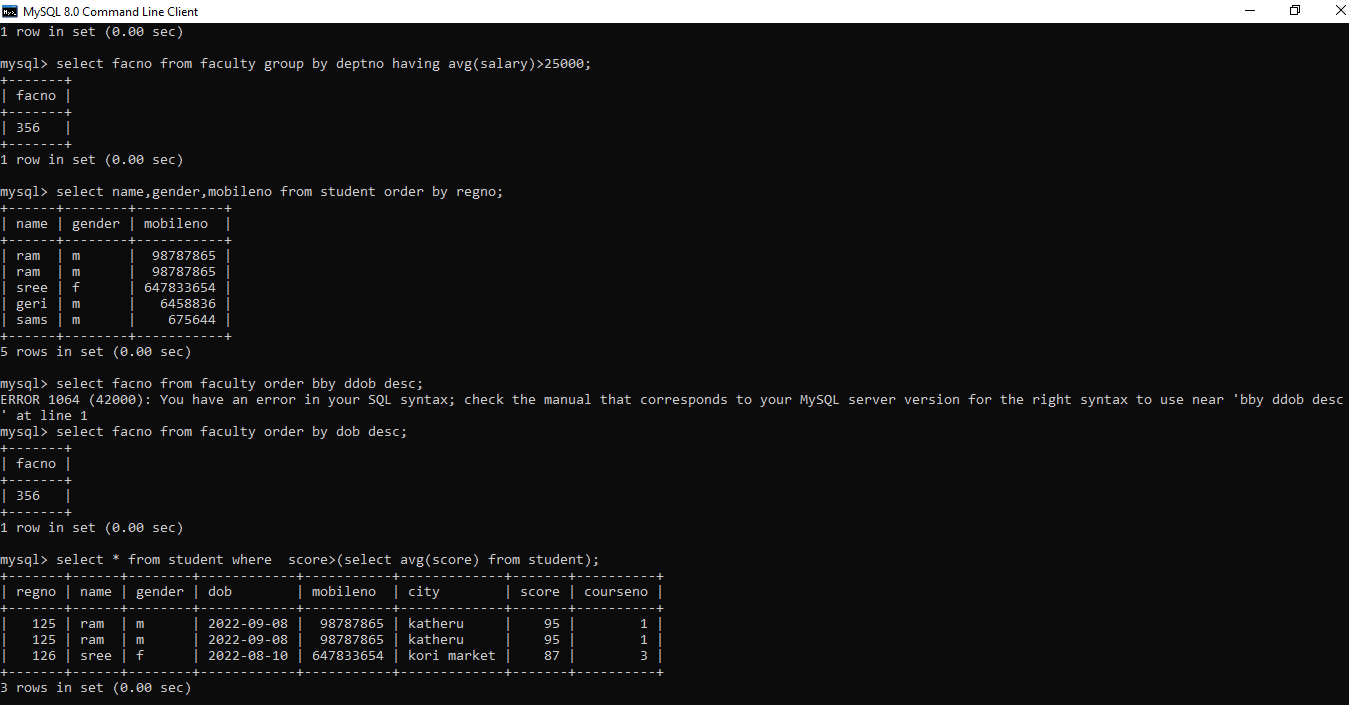 MySQL 8.0 Command Line Client
1 row in set (0.00 sec)
mysql> select facno from faculty group by deptno having avg(salary)>25000;
+-------+
| facno |
+-------+
| 356   |
+-------+
1 row in set (0.00 sec)
mysql> select name,gender,mobileno from student order by regno;
+------+--------+-----------+
| name | gender | mobileno  |
+------+--------+-----------+
| ram  | m      |  98787865 |
| ram  | m      |  98787865 |
| sree | f      | 647833654 |
| geri | m      |   6458836 |
| sams | m      |    675644 |
+------+--------+-----------+
5 rows in set (0.00 sec)
mysql> select facno from faculty order bby ddob desc;
ERROR 1064 (42000): You have an error in your SQL syntax; check the manual that corresponds to your MySQL server version for the right syntax to use near 'bby ddob desc
' at line 1
mysql> select facno from faculty order by dob desc;
+-------+
| facno |
+-------+
| 356   |
+-------+
1 row in set (0.00 sec)
mysql> select * from student where  score>(select avg(score) from student);
+-------+------+--------+------------+-----------+-------------+-------+----------+
| regno | name | gender | dob        | mobileno  | city        | score | courseno |
+-------+------+--------+------------+-----------+-------------+-------+----------+
|   125 | ram  | m      | 2022-09-08 |  98787865 | katheru     |    95 |        1 |
|   125 | ram  | m      | 2022-09-08 |  98787865 | katheru     |    95 |        1 |
|   126 | sree | f      | 2022-08-10 | 647833654 | kori market |    87 |        3 |
+-------+------+--------+------------+-----------+-------------+-------+----------+
3 rows in set (0.00 sec)